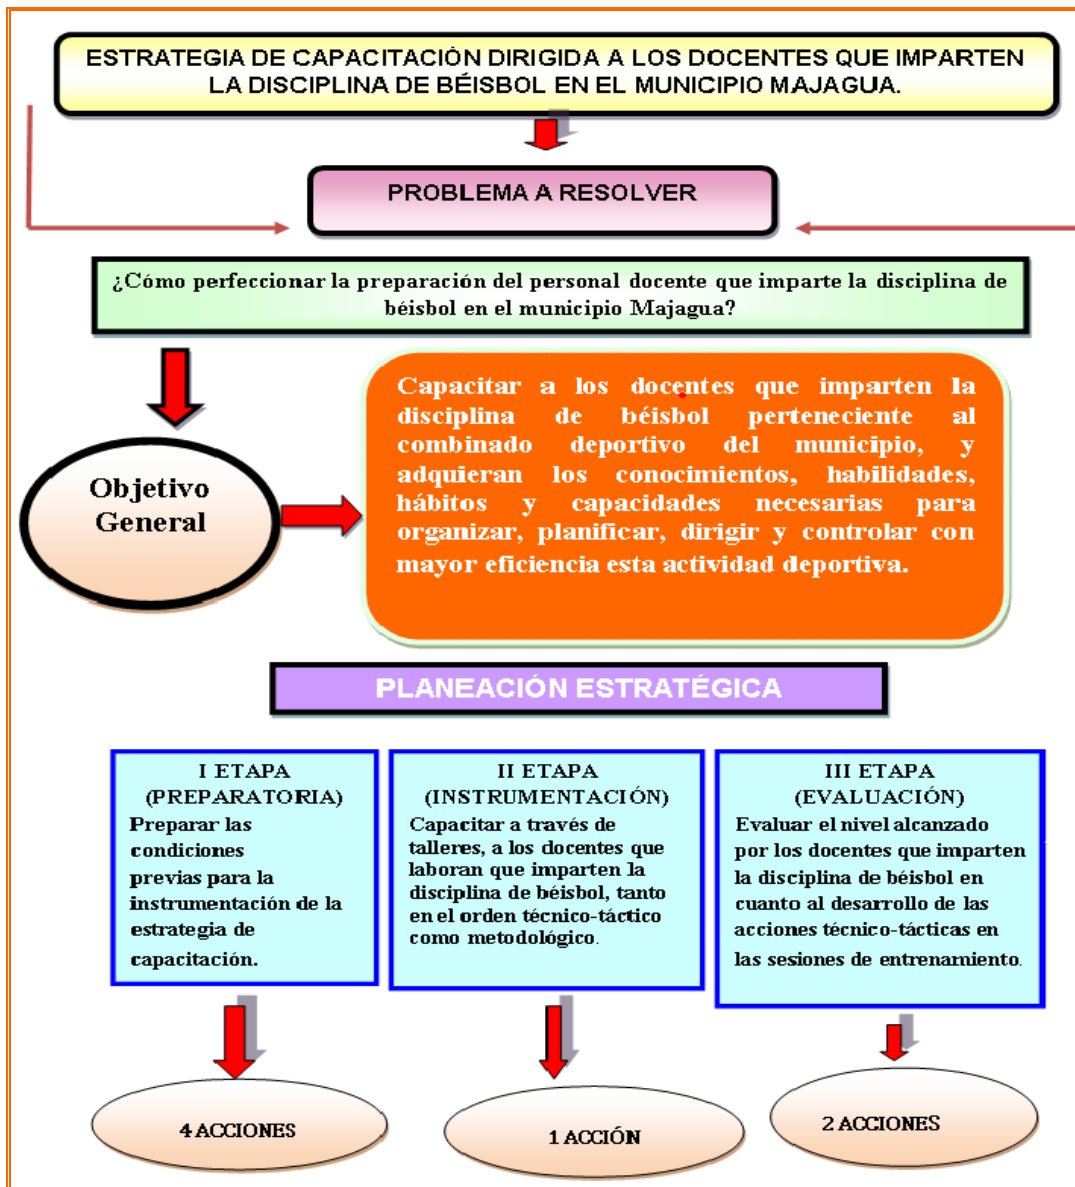 ESTRATEGIA DE CAPACITACIÓN DIRIGIDA A LOS DOCENTES QUE IMPARTEN
LA DISCIPLINA DE BÉISBOL EN EL MUNICIPIO MAJAGUA.
PROBLEMA A RESOLVER
¿Cómo perfeccionar la preparación del personal docente que imparte la disciplina de
béisbol en el municipio Majagua?
Objetivo
General
Capacitar a los docentes que imparten la
disciplina de béisbol perteneciente al
combinado deportivo del municipio, y
adquieran los conocimientos, habilidades,
hábitos y capacidades necesarias para
organizar, planificar, dirigir y controlar con
mayor eficiencia esta actividad deportiva.
PLANEACIÓN ESTRATÉGICA
I ETAPA
(PREPARATORIA)
Preparar las
condiciones
previas para la
instrumentación de la
estrategia de
capacitación.
II ETAPA
(INSTRUMENTACIÓN)
Capacitar a través de
talleres, a los docentes que
laboran que imparten la
disciplina de béisbol, tanto
en el orden técnico-táctico
como metodológico.
III ETAPA
(EVALUACIÓN)
Evaluar el nivel alcanzado
por los docentes que imparten
la disciplina de béisbol en
cuanto al desarrollo de las
acciones técnico-tácticas en
las sesiones de entrenamiento.
4 ACCIONES
1 ACCIÓN
2 ACCIONES